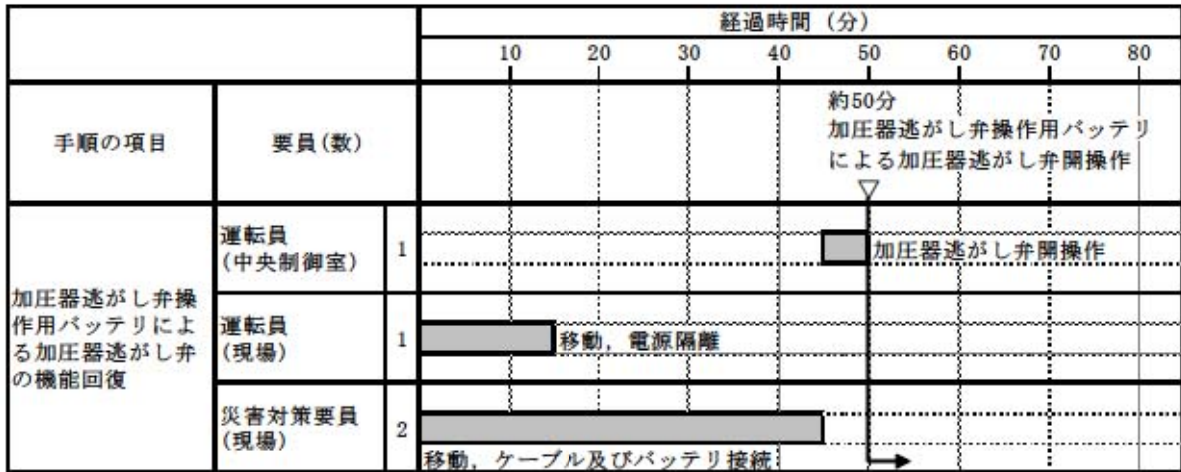 経過時間（分）
10 20 30 40 50 60 70 80
手順の項目
要員(数)
約50分
加圧器逃がし弁操作用バッテリ
による加圧器逃がし弁開操作
▽
加圧器逃がし弁操
作用バッテリによ
る加圧器逃がし弁
の機能回復
運転員
(中央制御室)
1
加圧器逃がし弁開操作
運転員
(現場)
1
移動，電源隔離
災害対策要員
(現場)
2
移動，ケーブル及びバッテリ接続